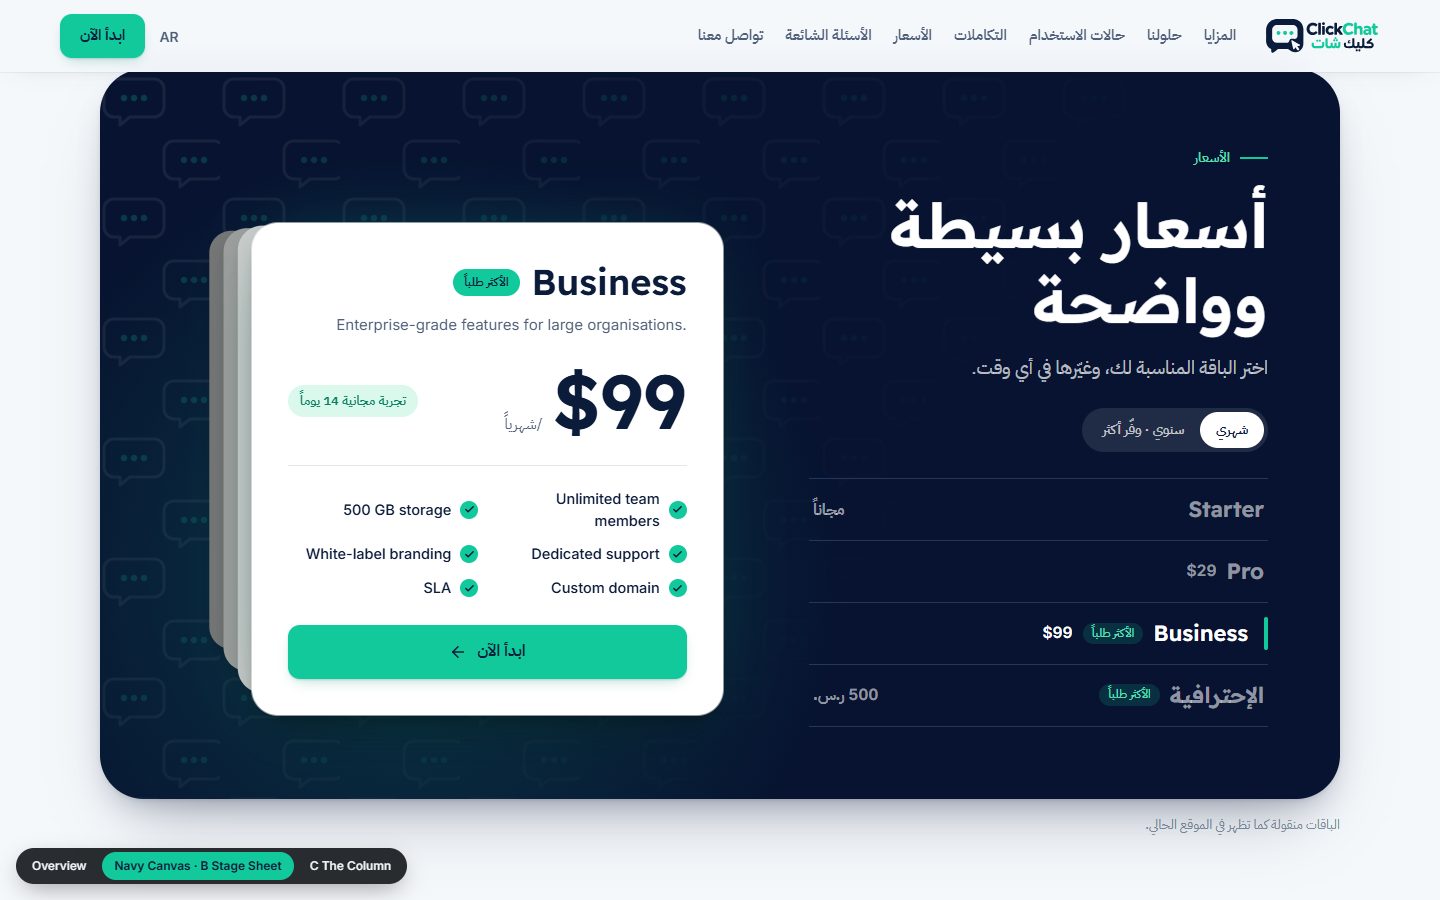 ClickChat
كليك شات
المزايا
حلولنا
حالات الاستخدام
التكاملات
الأسعار
الأسئلة الشائعة
تواصل معنا
AR
ابدأ الآن
الأسعار
أسعار بسيطة
وواضحة
اختر الباقة المناسبة لك، وغيّرها في أي وقت.
شهري
سنوي · وفّر أكثر
Starter
مجاناً
Pro
$29
Business
الأكثر طلباً
$99
الإحترافية
الأكثر طلباً
500 ر.س.
Business
الأكثر طلباً
Enterprise-grade features for large organisations.
$99
/شهرياً
تجربة مجانية 14 يوماً
Unlimited team
members
500 GB storage
Dedicated support
White-label branding
Custom domain
SLA
ابدأ الآن ←
الباقات منقولة كما تظهر في الموقع الحالي.
Overview
Navy Canvas · B Stage Sheet
C The Column